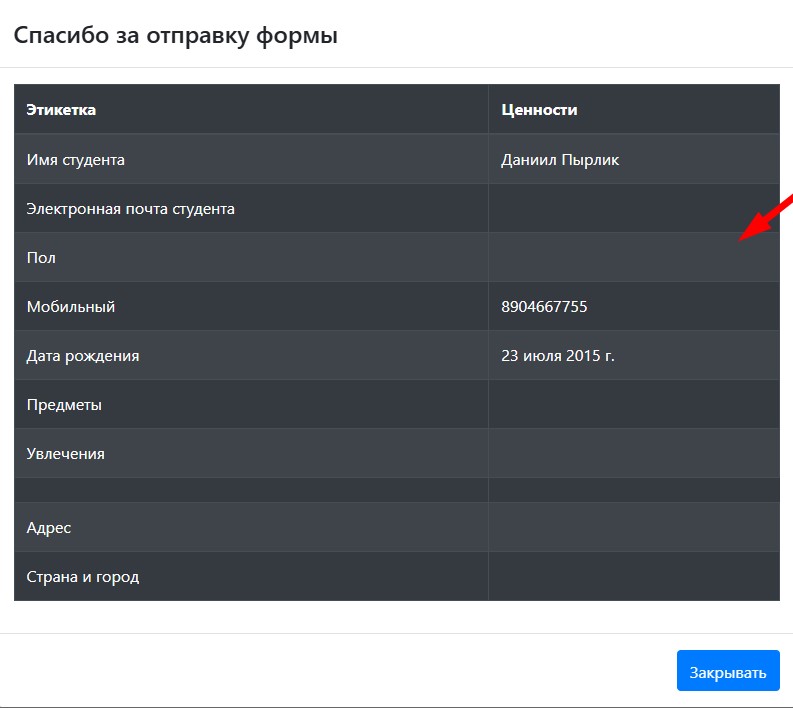 Спасибо за отправку формы
Этикетка Ценности
Имя студента Даниил Пырлик
Электронная почта студента
Пол
Мобильный 8904667755
Дата рождения 23 июля 2015 г.
Предметы
Увлечения
Адрес
Страна и город
Закрывать